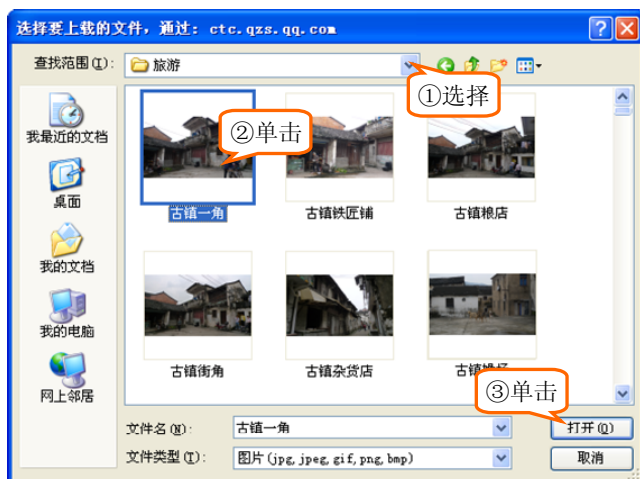 选择要上载的文件，通过: ctc.qzs.qq.com
查找范围(I):
旅游
①选择
我最近的文档
桌面
我的文档
我的电脑
网上邻居
②单击
古镇一角
古镇铁匠铺
古镇粮店
古镇街角
古镇杂货店
古镇
③单击
文件名(N):
古镇一角
打开(O)
文件类型(T):
图片(jpg,jpeg,gif,png,bmp)
取消